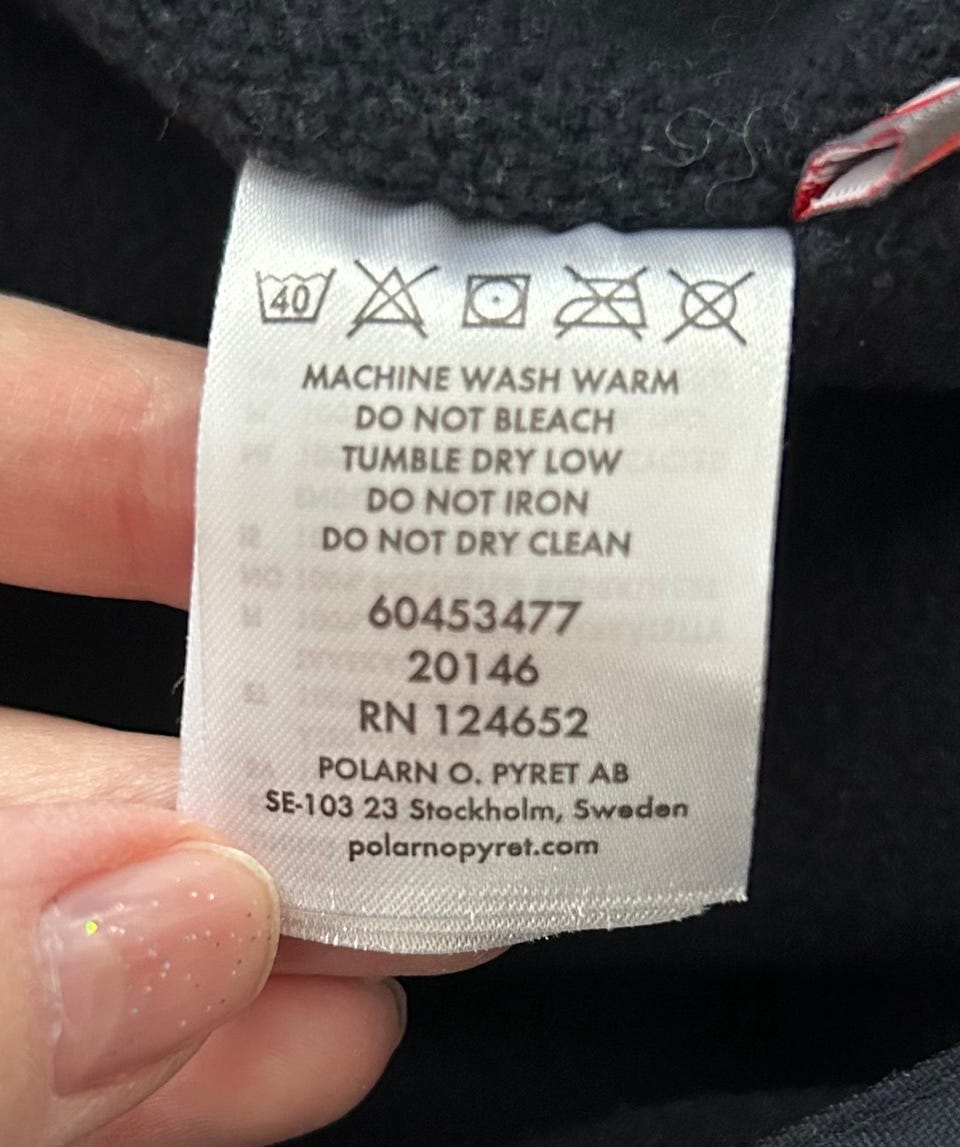 40
MACHINE WASH WARM
DO NOT BLEACH
TUMBLE DRY LOW
DO NOT IRON
DO NOT DRY CLEAN
60453477
20146
RN 124652
POLARN O. PYRET AB
SE-103 23 Stockholm, Sweden
polarnopyret.com